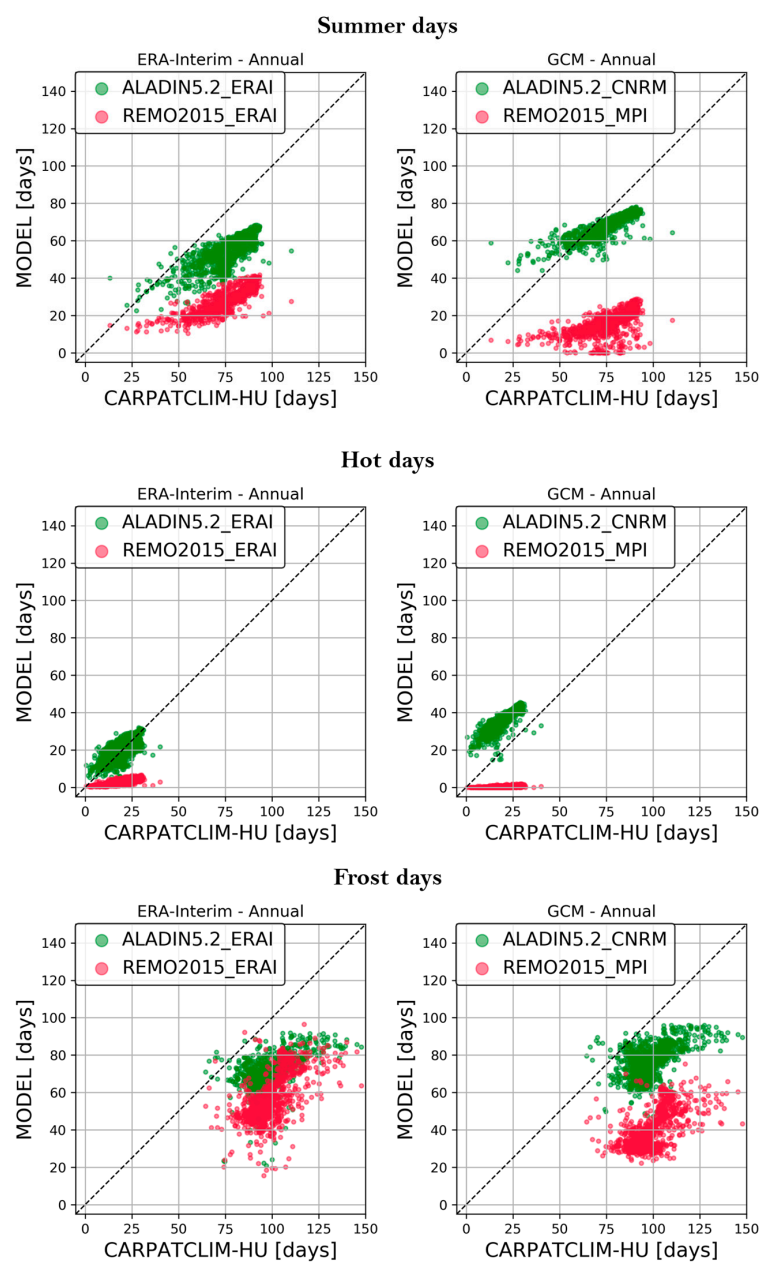 Summer days
ERA-Interim - Annual
ALADIN5.2_ERAI
REMO2015_ERAI
MODEL [days]
140
120
100
80
60
40
20
0
0 25 50 75 100 125 150
CARPATCLIM-HU [days]
GCM - Annual
ALADIN5.2_CNRM
REMO2015_MPI
MODEL [days]
140
120
100
80
60
40
20
0
0 25 50 75 100 125 150
CARPATCLIM-HU [days]
Hot days
ERA-Interim - Annual
ALADIN5.2_ERAI
REMO2015_ERAI
MODEL [days]
140
120
100
80
60
40
20
0
0 25 50 75 100 125 150
CARPATCLIM-HU [days]
GCM - Annual
ALADIN5.2_CNRM
REMO2015_MPI
MODEL [days]
140
120
100
80
60
40
20
0
0 25 50 75 100 125 150
CARPATCLIM-HU [days]
Frost days
ERA-Interim - Annual
ALADIN5.2_ERAI
REMO2015_ERAI
MODEL [days]
140
120
100
80
60
40
20
0
0 25 50 75 100 125 150
CARPATCLIM-HU [days]
GCM - Annual
ALADIN5.2_CNRM
REMO2015_MPI
MODEL [days]
140
120
100
80
60
40
20
0
0 25 50 75 100 125 150
CARPATCLIM-HU [days]